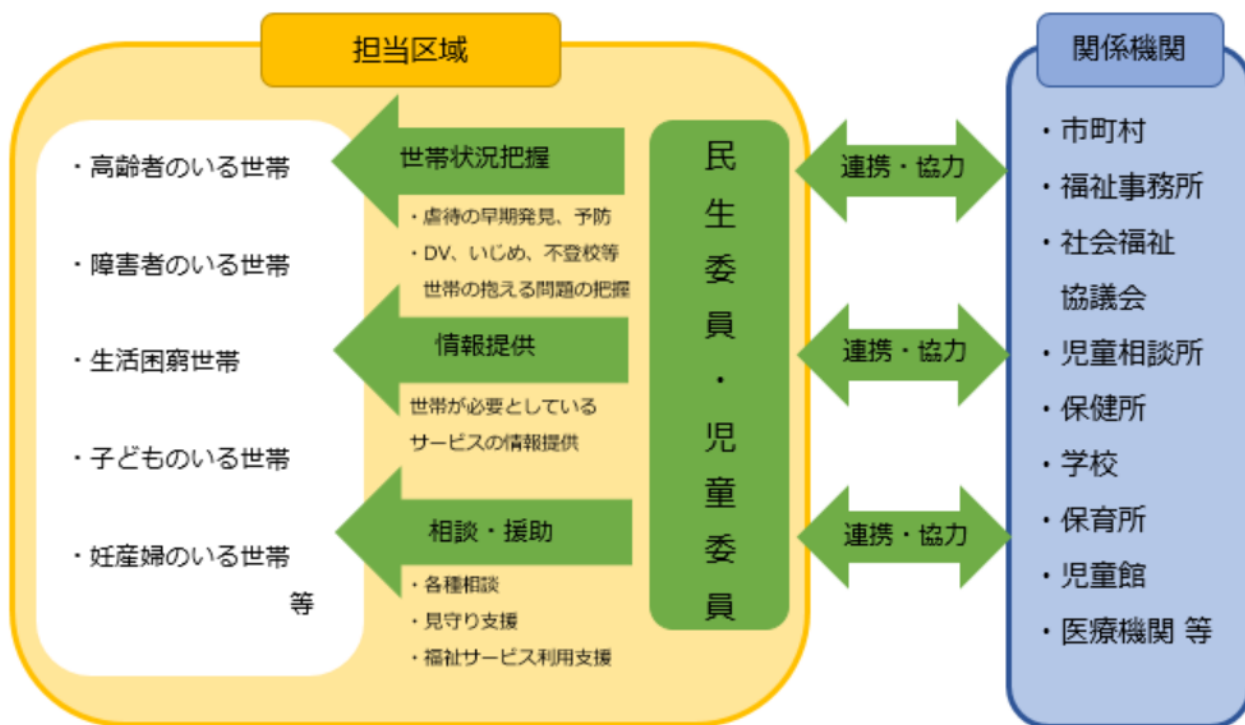 担当区域
・高齢者のいる世帯
・障害者のいる世帯
・生活困窮世帯
・子どものいる世帯
・妊産婦のいる世帯
等
世帯状況把握
・虐待の早期発見、予防
・DV、いじめ、不登校等
世帯の抱える問題の把握
情報提供
世帯が必要としている
サービスの情報提供
相談・援助
・各種相談
・見守り支援
・福祉サービス利用支援
民生委員・児童委員
連携・協力
連携・協力
連携・協力
関係機関
・市町村
・福祉事務所
・社会福祉
協議会
・児童相談所
・保健所
・学校
・保育所
・児童館
・医療機関 等